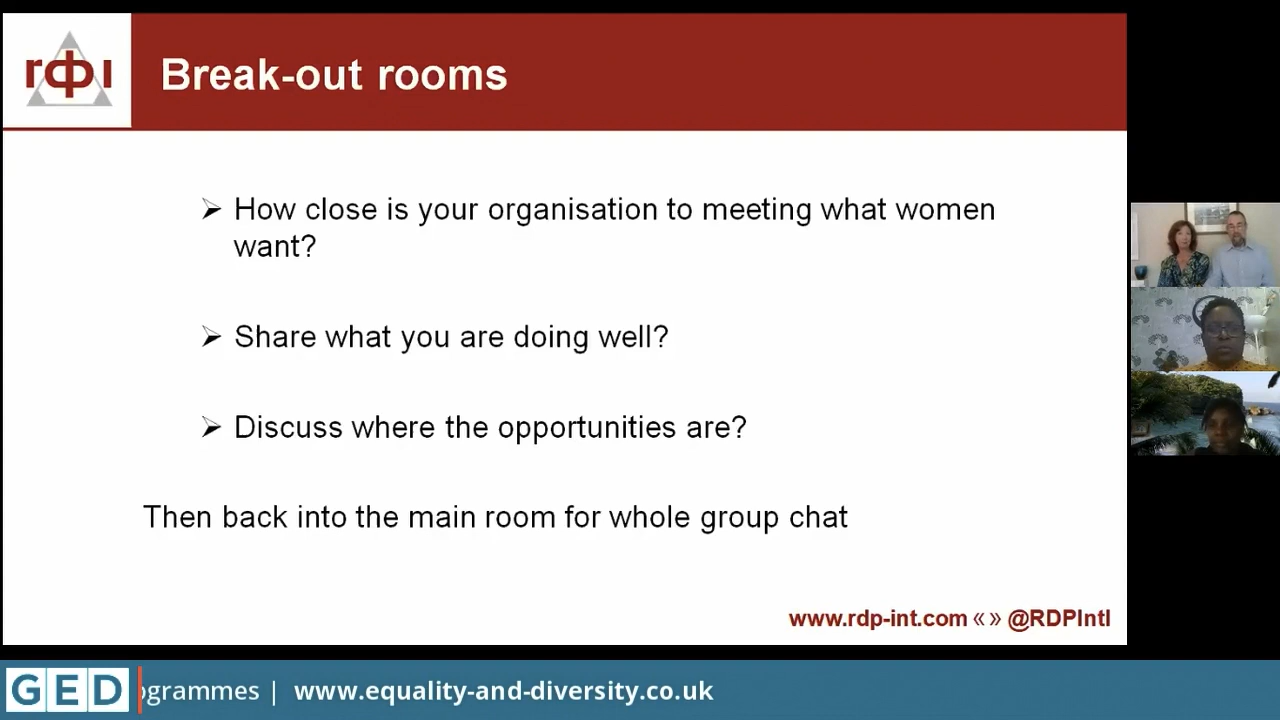 rφι
Break-out rooms
➢ How close is your organisation to meeting what women
want?
➢ Share what you are doing well?
➢ Discuss where the opportunities are?
Then back into the main room for whole group chat
www.rdp-int.com «» @RDPIntl
GED ogrammes | www.equality-and-diversity.co.uk